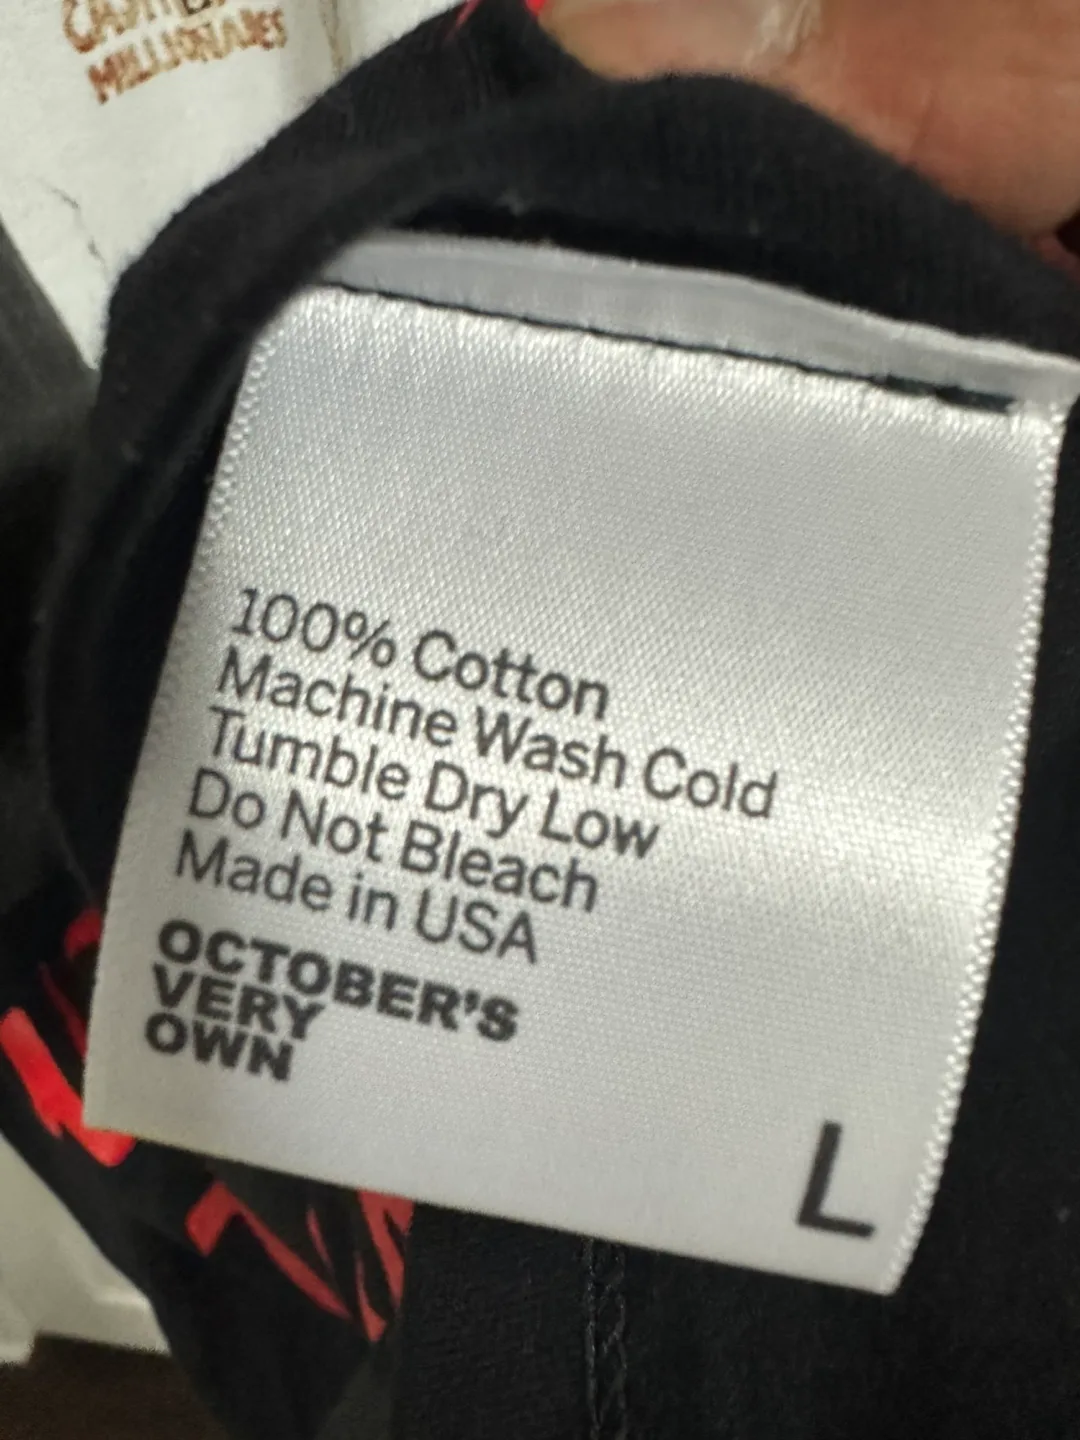 MILLIONAIRES
100% Cotton
Machine Wash Cold
Tumble Dry Low
Do Not Bleach
Made in USA
OCTOBER'S
VERY
OWN
L